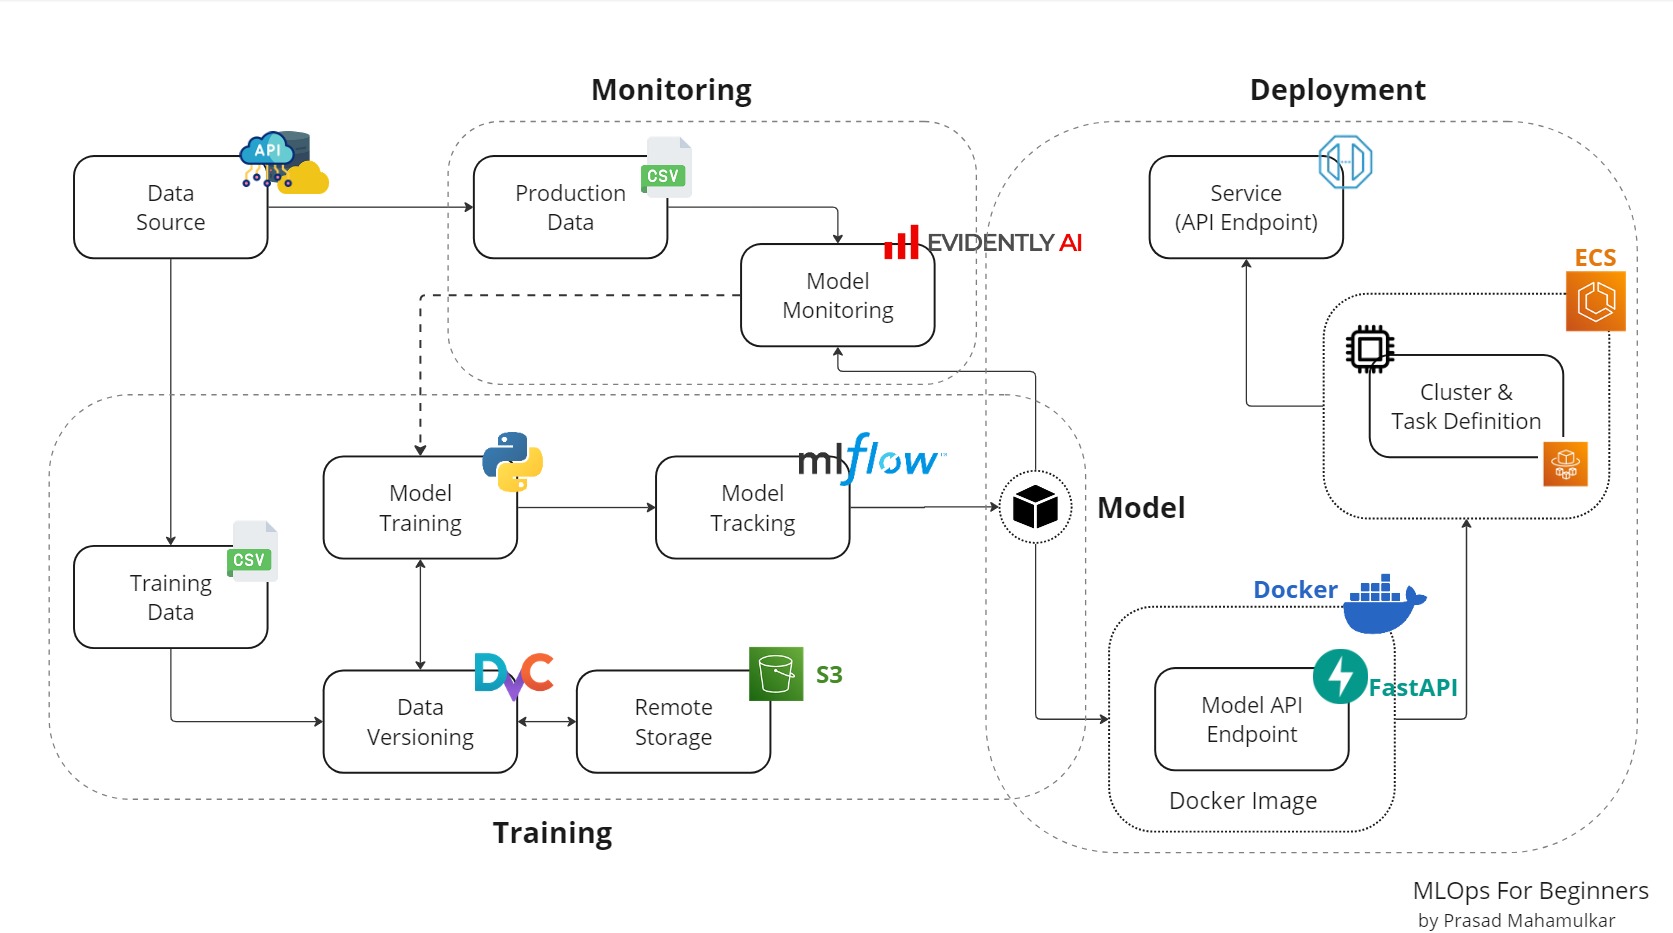 Monitoring
Deployment
API
Data
Source
Production
Data
CSV
EVIDENTLY AI
Model
Monitoring
Service
(API Endpoint)
ECS
Cluster &
Task Definition
Model
Training
mlflow™
Model
Tracking
Model
CSV
Training
Data
DVC
Data
Versioning
S3
Remote
Storage
Docker
FastAPI
Model API
Endpoint
Docker Image
Training
MLOps For Beginners
by Prasad Mahamulkar